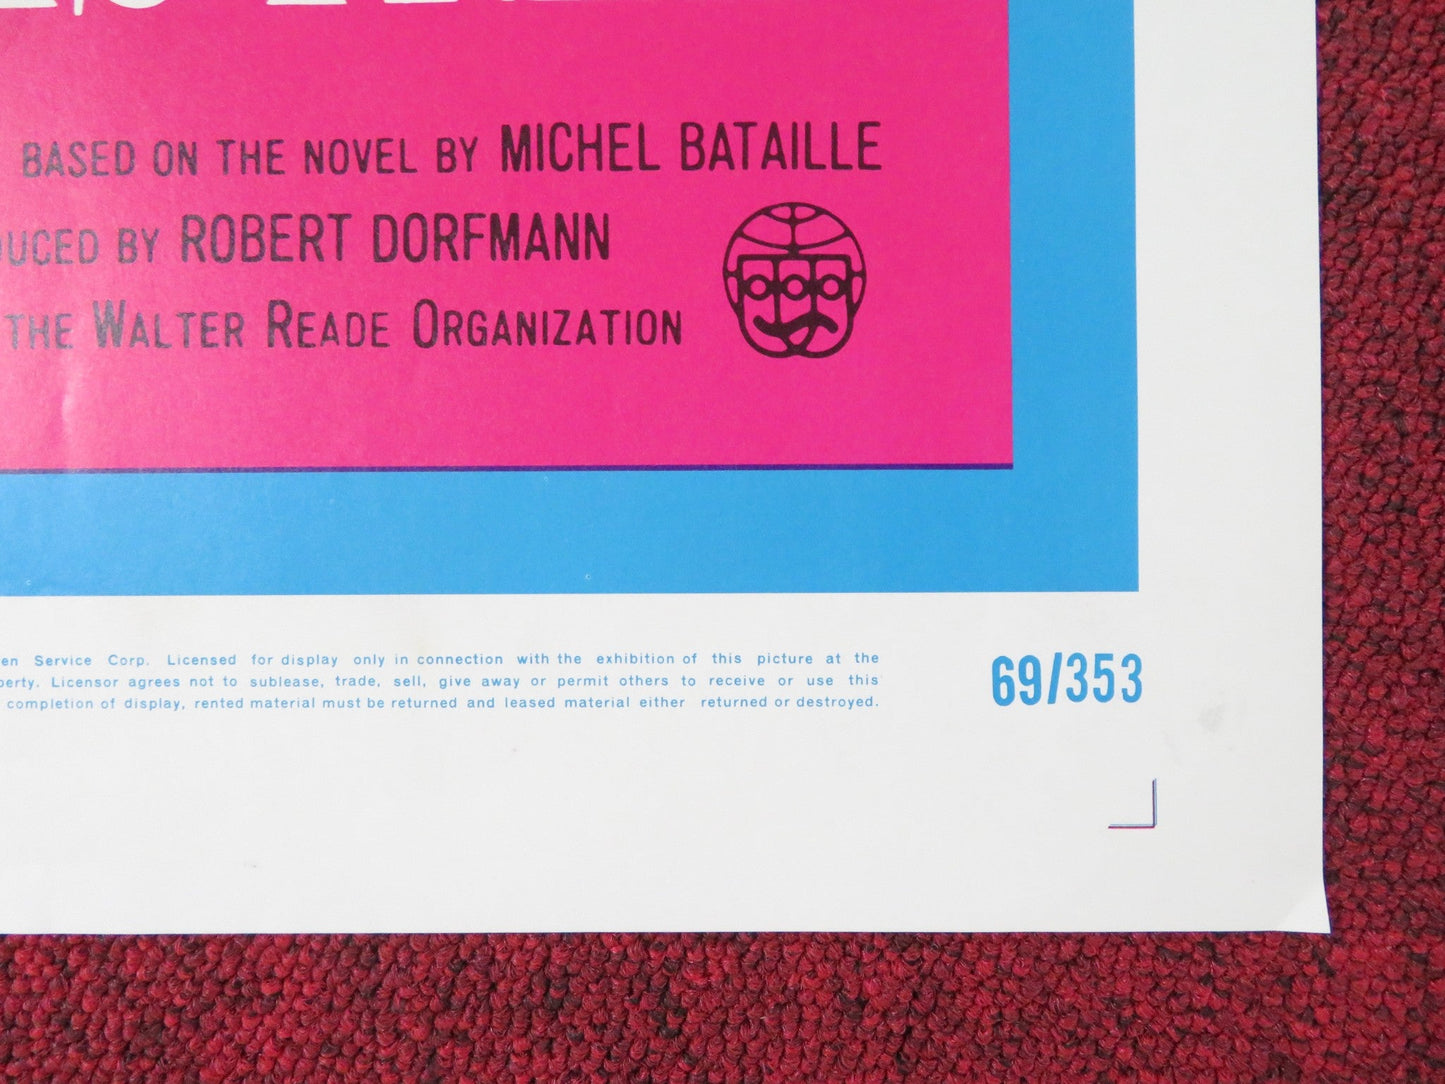 BASED ON THE NOVEL BY MICHEL BATAILLE
BY ROBERT DORFMANN
THE WALTER READE ORGANIZATION
Service Corp. Licensed for display only in connection with the exhibition of this picture at the
Licensor agrees not to sublease, trade, sell, give away or permit others to receive or use this
completion of display, rented material must be returned and leased material either returned or destroyed.
69/353